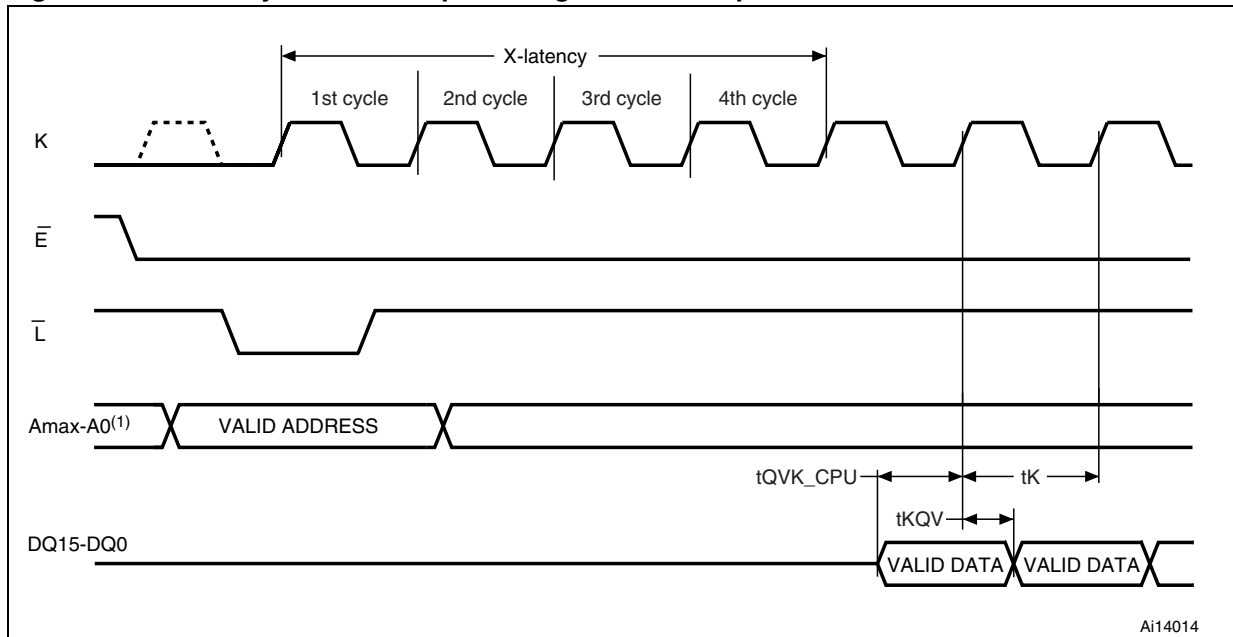 X-latency
1st cycle 2nd cycle 3rd cycle 4th cycle
K
E
L
Amax-A0(1) VALID ADDRESS
tQVK_CPU tK
tKQV
DQ15-DQ0
VALID DATA VALID DATA
Ai14014